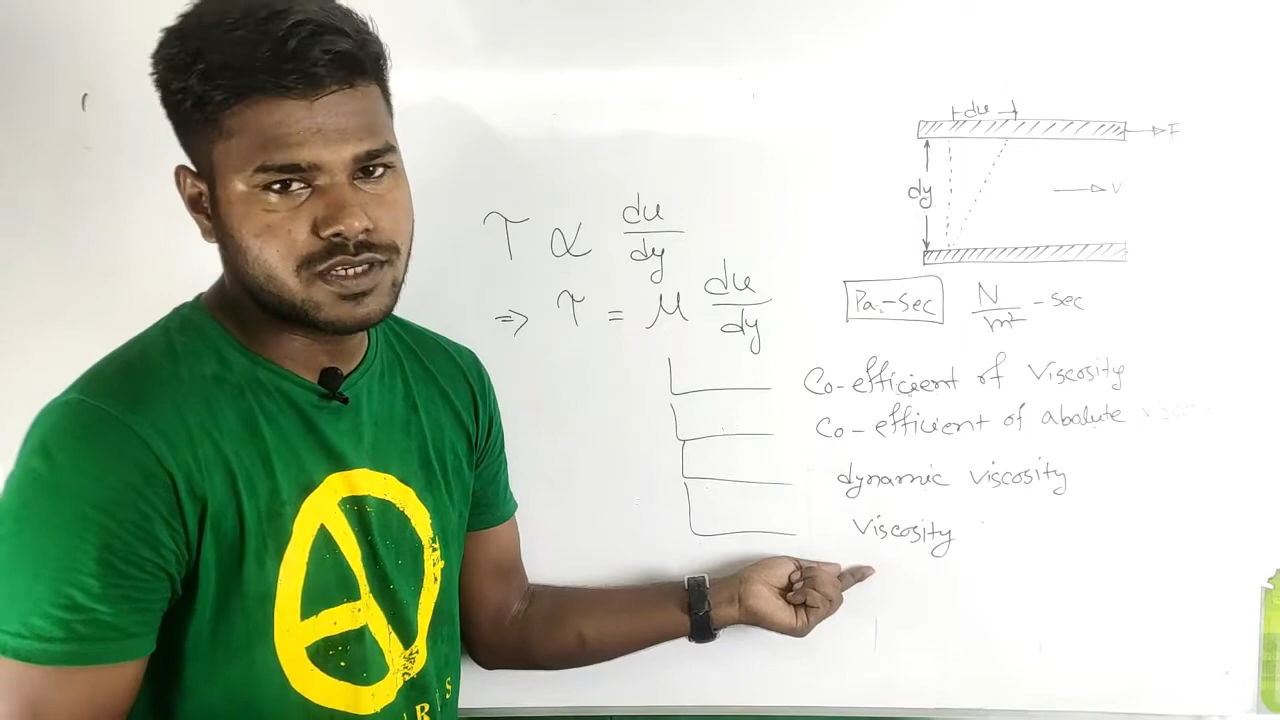 τ ∝ du/dy
⇒ τ = μ du/dy
du
F
dy
V
Pa.-sec
N/m² - sec
Co-efficient of Viscosity
Co-efficient of abolute
dynamic viscosity
Viscosity